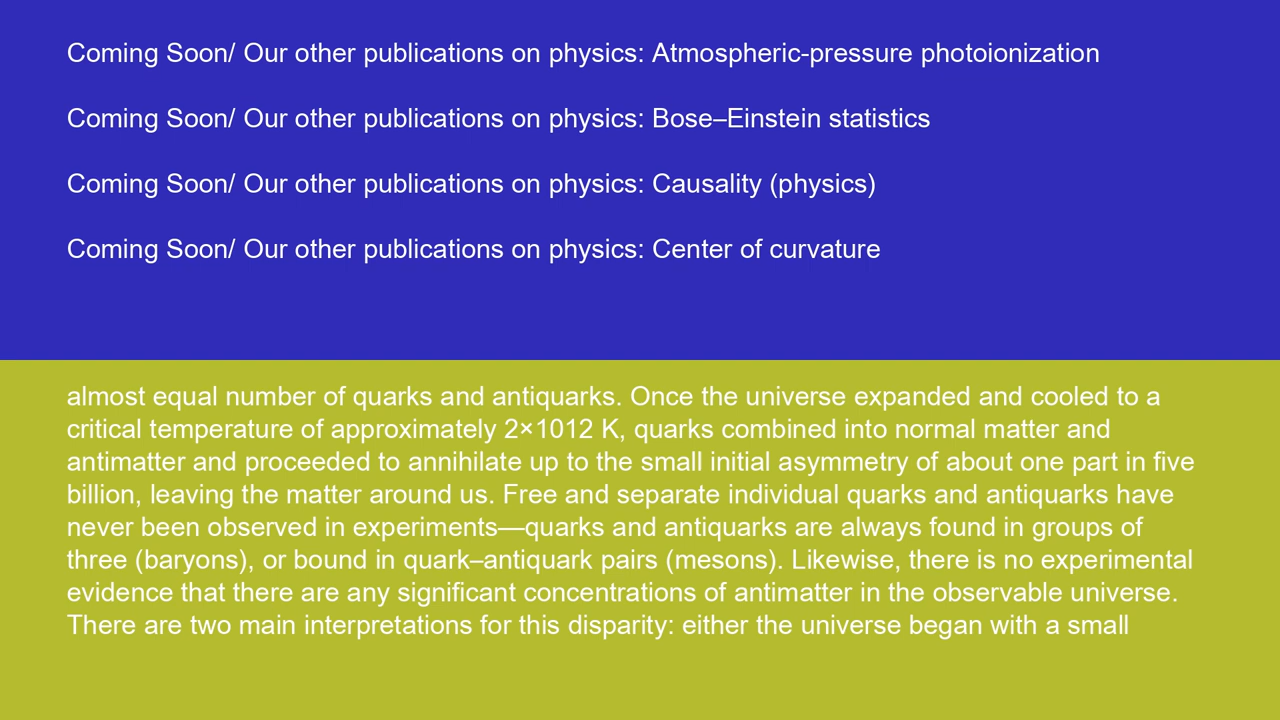 Coming Soon/ Our other publications on physics: Atmospheric-pressure photoionization
Coming Soon/ Our other publications on physics: Bose–Einstein statistics
Coming Soon/ Our other publications on physics: Causality (physics)
Coming Soon/ Our other publications on physics: Center of curvature
almost equal number of quarks and antiquarks. Once the universe expanded and cooled to a
critical temperature of approximately 2×1012 K, quarks combined into normal matter and
antimatter and proceeded to annihilate up to the small initial asymmetry of about one part in five
billion, leaving the matter around us. Free and separate individual quarks and antiquarks have
never been observed in experiments—quarks and antiquarks are always found in groups of
three (baryons), or bound in quark–antiquark pairs (mesons). Likewise, there is no experimental
evidence that there are any significant concentrations of antimatter in the observable universe.
There are two main interpretations for this disparity: either the universe began with a small